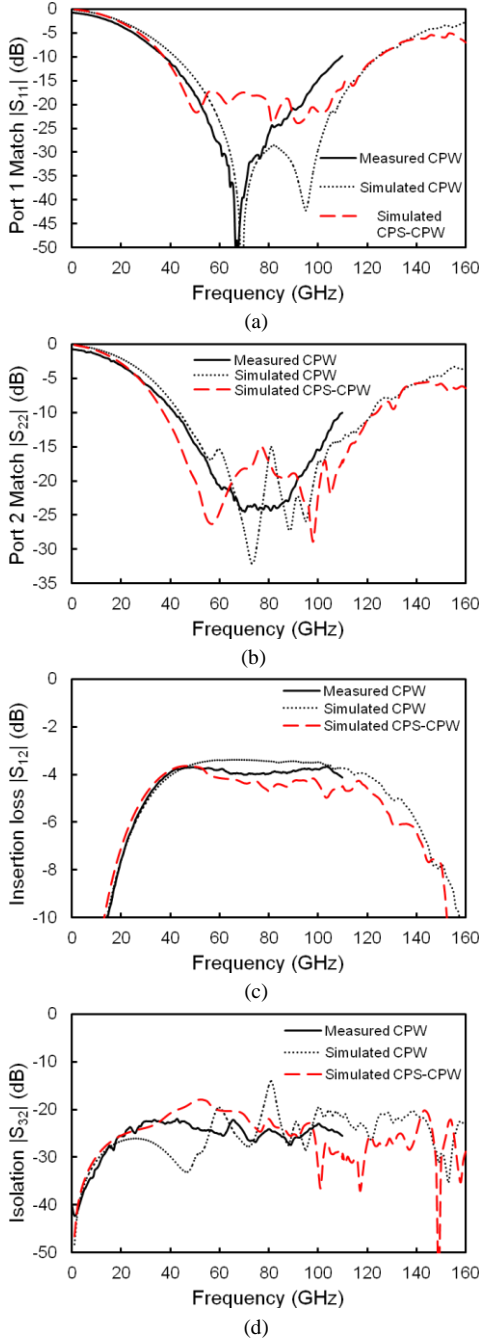 Port 1 Match |S11| (dB)
0
-5
-10
-15
-20
-25
-30
-35
-40
-45
-50
Measured CPW
Simulated CPW
Simulated
CPS-CPW
0 20 40 60 80 100 120 140 160
Frequency (GHz)
(a)
Port 2 Match |S22| (dB)
0
-5
-10
-15
-20
-25
-30
-35
Measured CPW
Simulated CPW
Simulated CPS-CPW
0 20 40 60 80 100 120 140 160
Frequency (GHz)
(b)
Insertion loss |S12| (dB)
0
-2
-4
-6
-8
-10
Measured CPW
Simulated CPW
Simulated CPS-CPW
0 20 40 60 80 100 120 140 160
Frequency (GHz)
(c)
Isolation |S32| (dB)
0
-10
-20
-30
-40
-50
Measured CPW
Simulated CPW
Simulated CPS-CPW
0 20 40 60 80 100 120 140 160
Frequency (GHz)
(d)